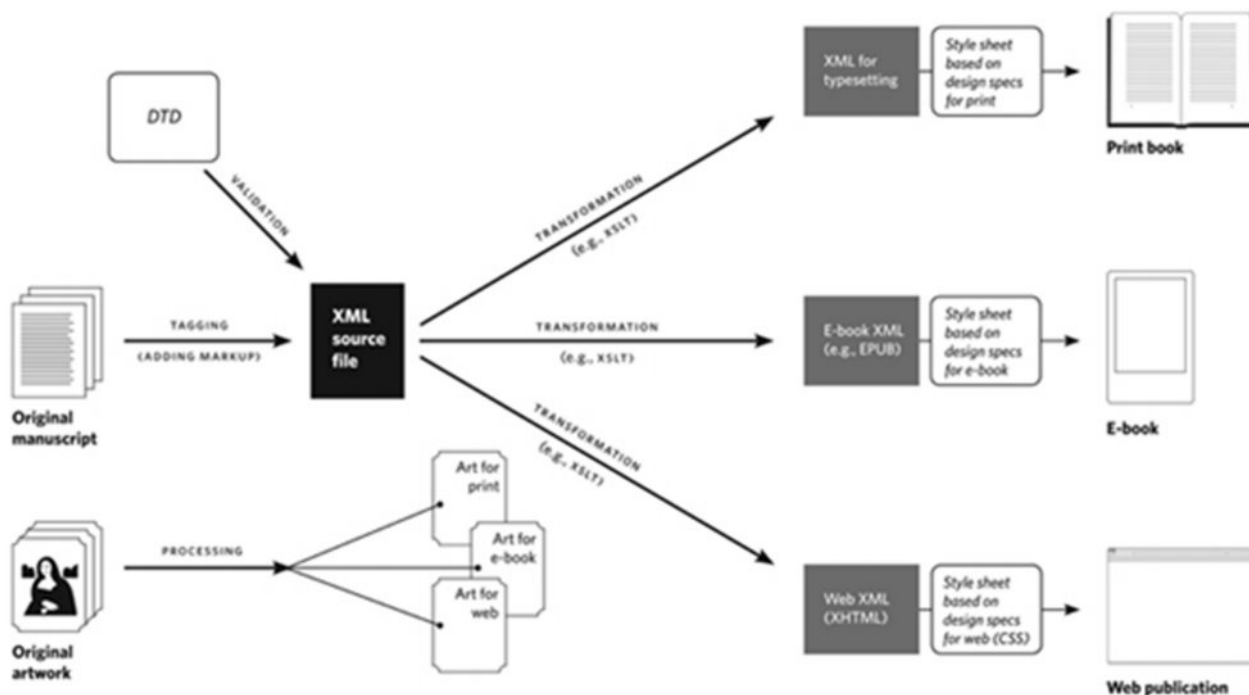 DTD
VALIDATION
Original
manuscript
TAGGING
(ADDING MARKUP)
XML
source
file
TRANSFORMATION
(e.g., XSLT)
XML for
typesetting
Style sheet
based on
design specs
for print
Print book
TRANSFORMATION
(e.g., XSLT)
E-book XML
(e.g., EPUB)
Style sheet
based on
design specs
for e-book
E-book
TRANSFORMATION
(e.g., XSLT)
Web XML
(XHTML)
Style sheet
based on
design specs
for web (CSS)
Web publication
Original
artwork
PROCESSING
Art for
print
Art for
e-book
Art for
web